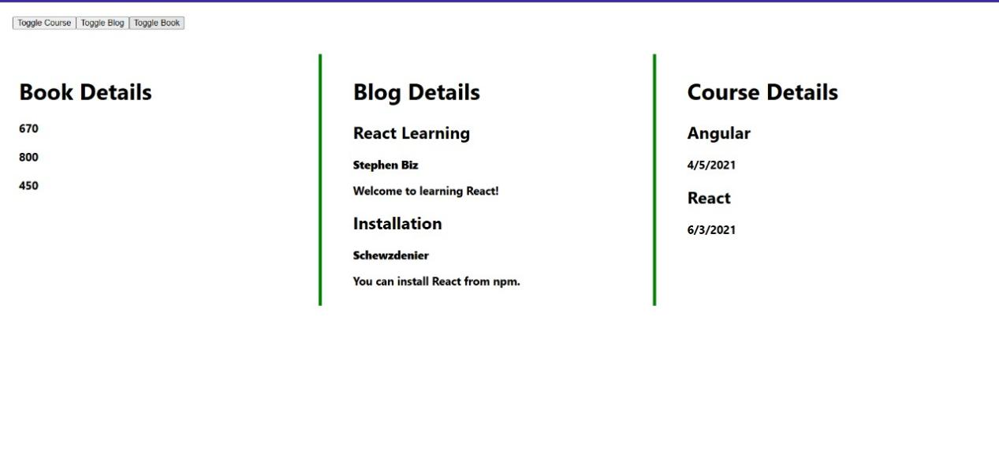 Toggle Course Toggle Blog Toggle Book
Book Details
670
800
450
Blog Details
React Learning
Stephen Biz
Welcome to learning React!
Installation
Schewzdenier
You can install React from npm.
Course Details
Angular
4/5/2021
React
6/3/2021